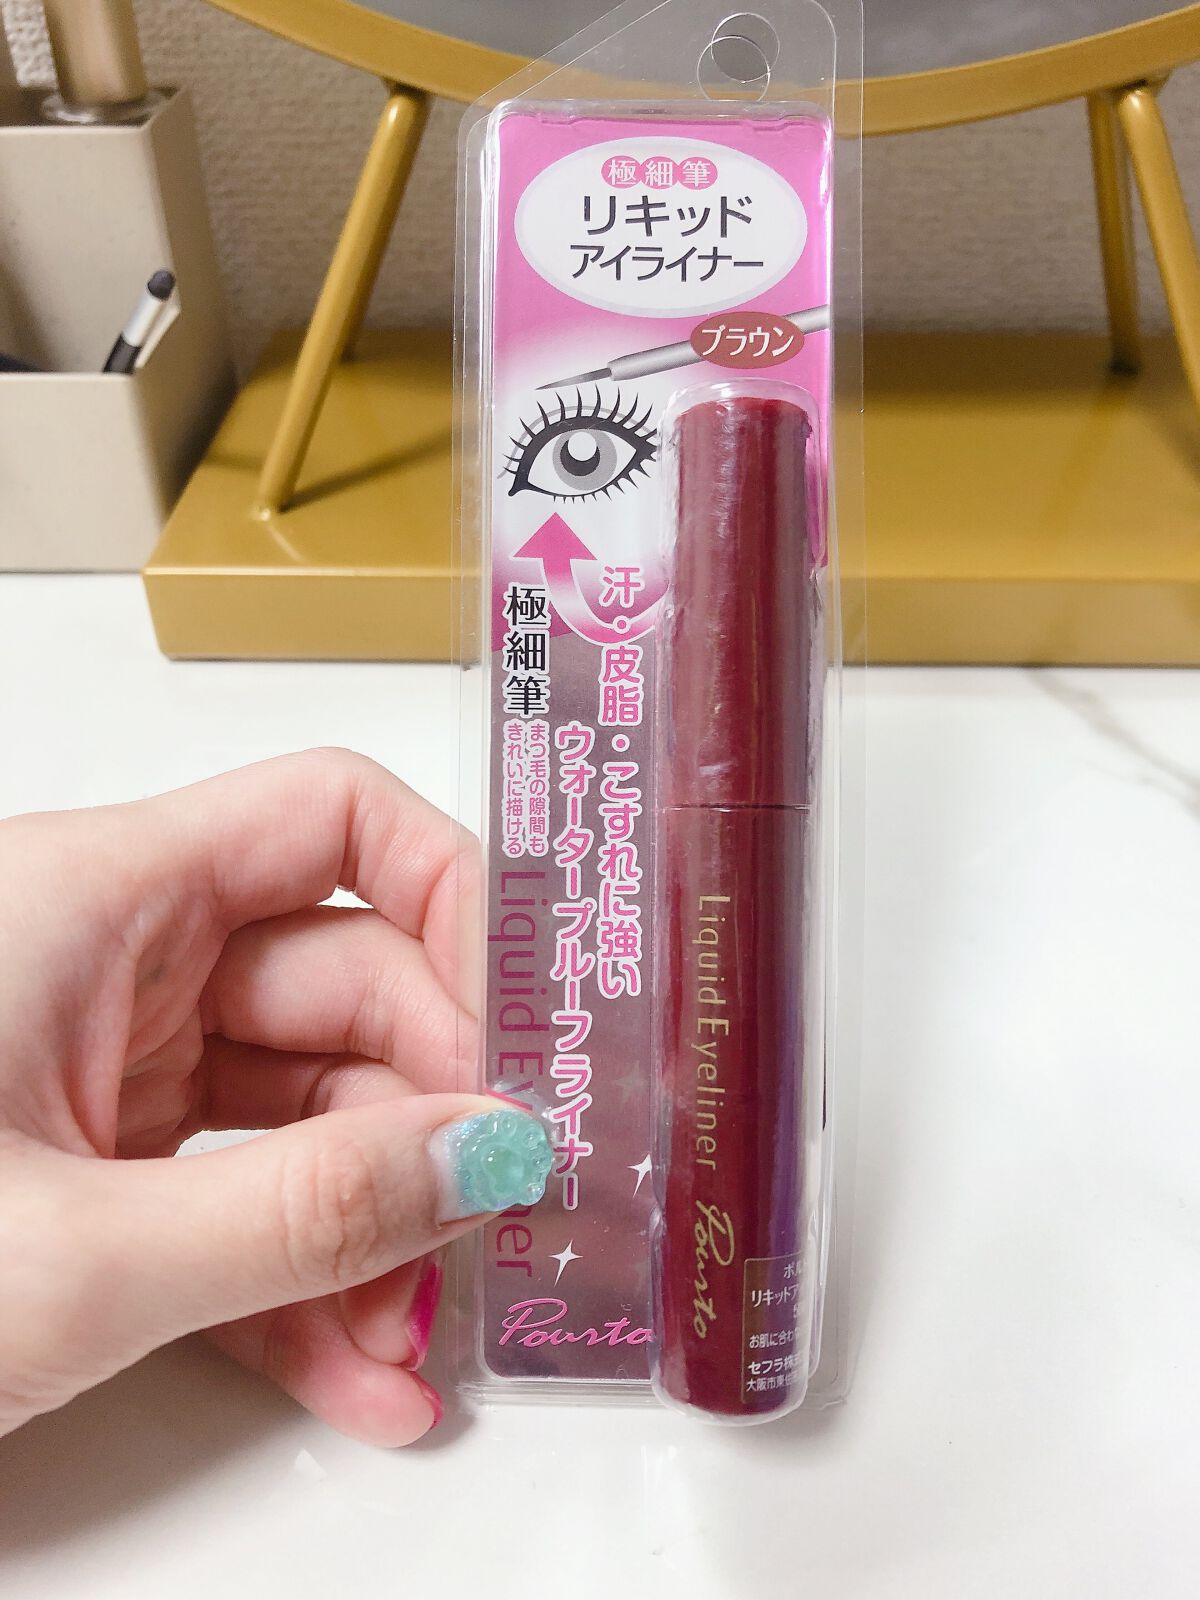 極細筆
リキッド
アイライナー
ブラウン
汗・皮脂・こすれに強い
ウォータープルーフライナー
極細筆
まつ毛の隙間も
きれいに描ける
Liquid
Pourto
Liquid Eyeliner Pourto
リキッドア
お肌に合わ
セフラ株
大阪市東